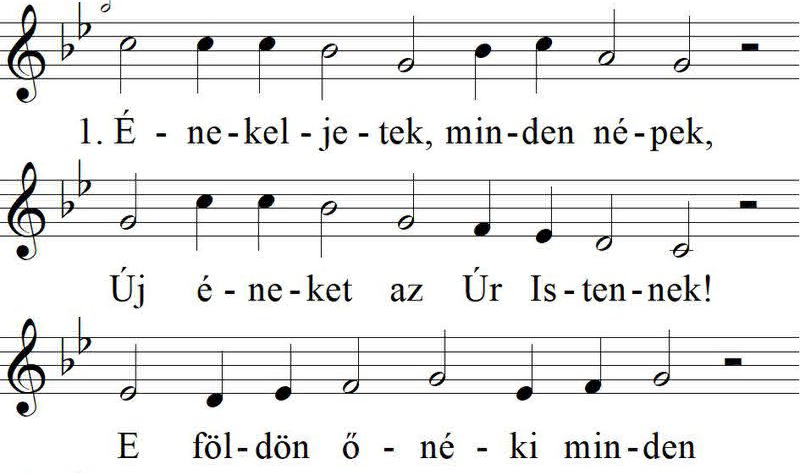 1. É - ne - kel - je - tek, min - den né - pek,
Új é - ne - ket az Úr Is - ten - nek!
E föl - dön ő - né - ki min - den